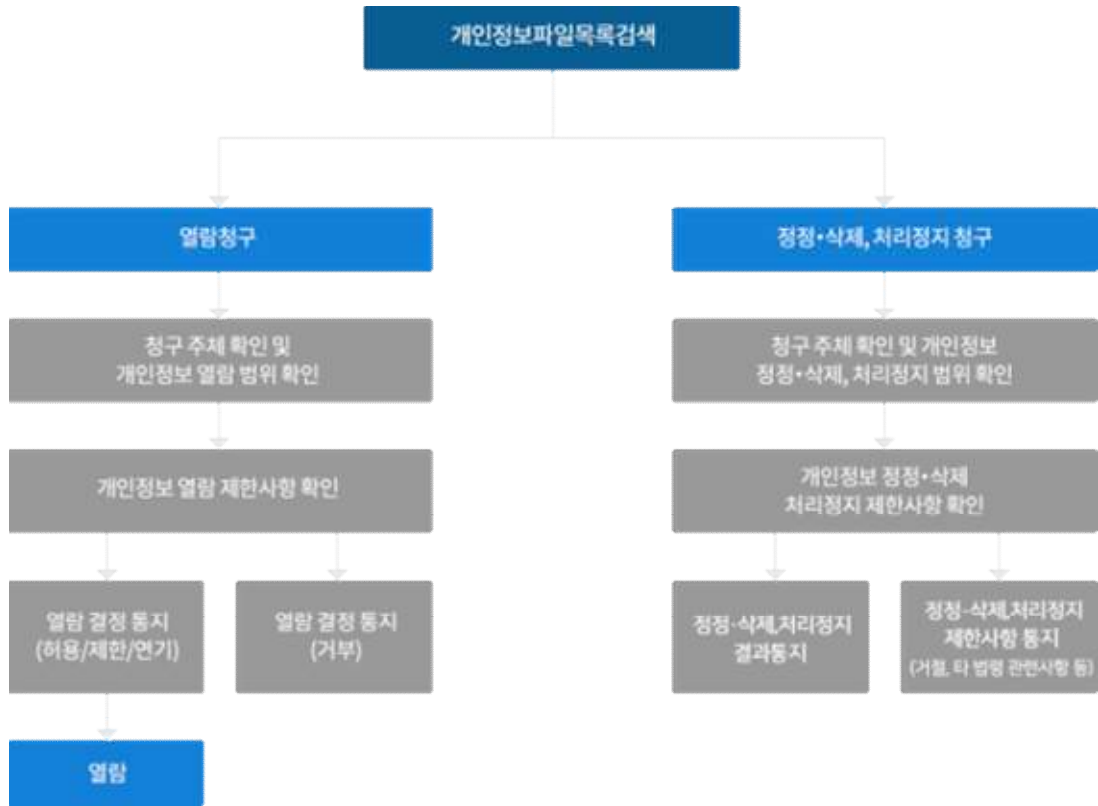 개인정보파일목록검색
열람청구
정정•삭제, 처리정지 청구
청구 주체 확인 및
개인정보 열람 범위 확인
청구 주체 확인 및 개인정보
정정•삭제, 처리정지 범위 확인
개인정보 열람 제한사항 확인
개인정보 정정•삭제
처리정지 제한사항 확인
열람 결정 통지
(허용/제한/연기)
열람 결정 통지
(거부)
정정·삭제,처리정지
결과통지
정정·삭제,처리정지
제한사항 통지
(거절, 타 법령 관련사항 등)
열람